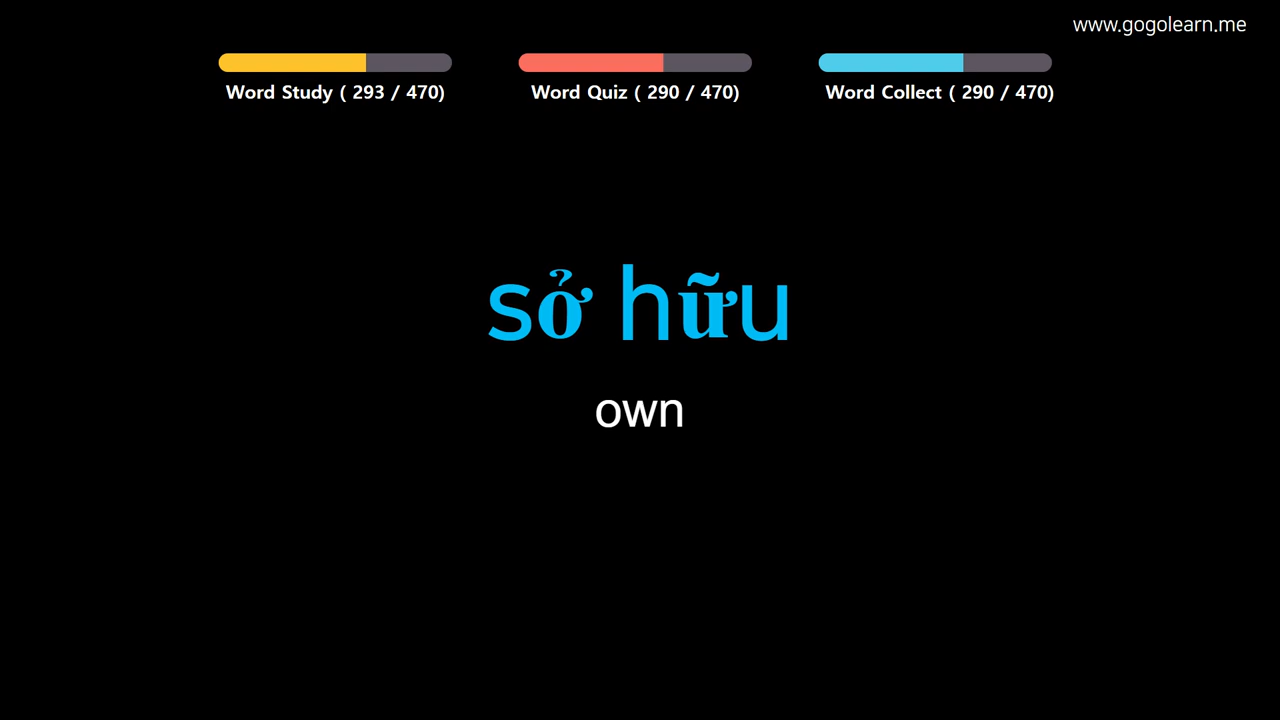 www.gogolearn.me
Word Study ( 293 / 470)
Word Quiz ( 290 / 470)
Word Collect ( 290 / 470)
sở hữu
own